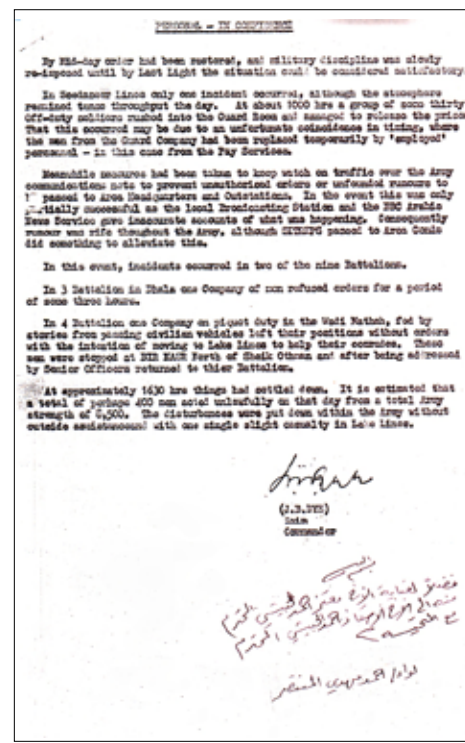 PERSONAL - IN CONFIDENCE
By Mid-day order had been restored, and military discipline was slowly
re-imposed until by Last Light the situation could be considered satisfactory
In Seedaseer Lines only one incident occurred, although the atmosphere
remained tense throughput the day. At about 1000 hrs a group of some thirty
Off-duty soldiers rushed into the Guard Room and managed to release the prison
That this occurred may be due to an unfortunate coincidence in timing, where
the men from the Guard Company had been replaced temporarily by 'employed'
personnel - in this case from the Pay Services.
Meanwhile measures had been taken to keep watch on traffic over the Army
communications nets to prevent unauthorised orders or unfounded rumours to
passed to Area Headquarters and Outstations. In the event this was only
partially successful as the local Broadcasting Station and the BBC Arabic
News Service gave inaccurate accounts of what was happening. Consequently
rumour was rife throughout the Army, although SITREPS passed to Area Comds
did something to alleviate this.
In this event, incidents occurred in two of the nine Battalions.
In 3 Battalion in Dhala one Company of men refused orders for a period
of some three hours.
In 4 Battalion one Company on piquet duty in the Wadi, fed by
stories from passing civilian vehicles left their positions without orders
with the intention of moving to Lake Lines to help their comrades. These
men were stopped at BIR North of Sheik Othman and after being addressed
by Senior Officers returned to thier Battalion.
At approximately 1630 hrs things had settled down. It is estimated that
a total of perhaps 400 men acted unlawfully on that day from a total Army
strength of 8,500. The disturbances were put down within the Army without
outside and with one single slight casualty in Lake Lines.
(J.B.DYE)
Commander
لواء/ احمد مهدي المنتصر